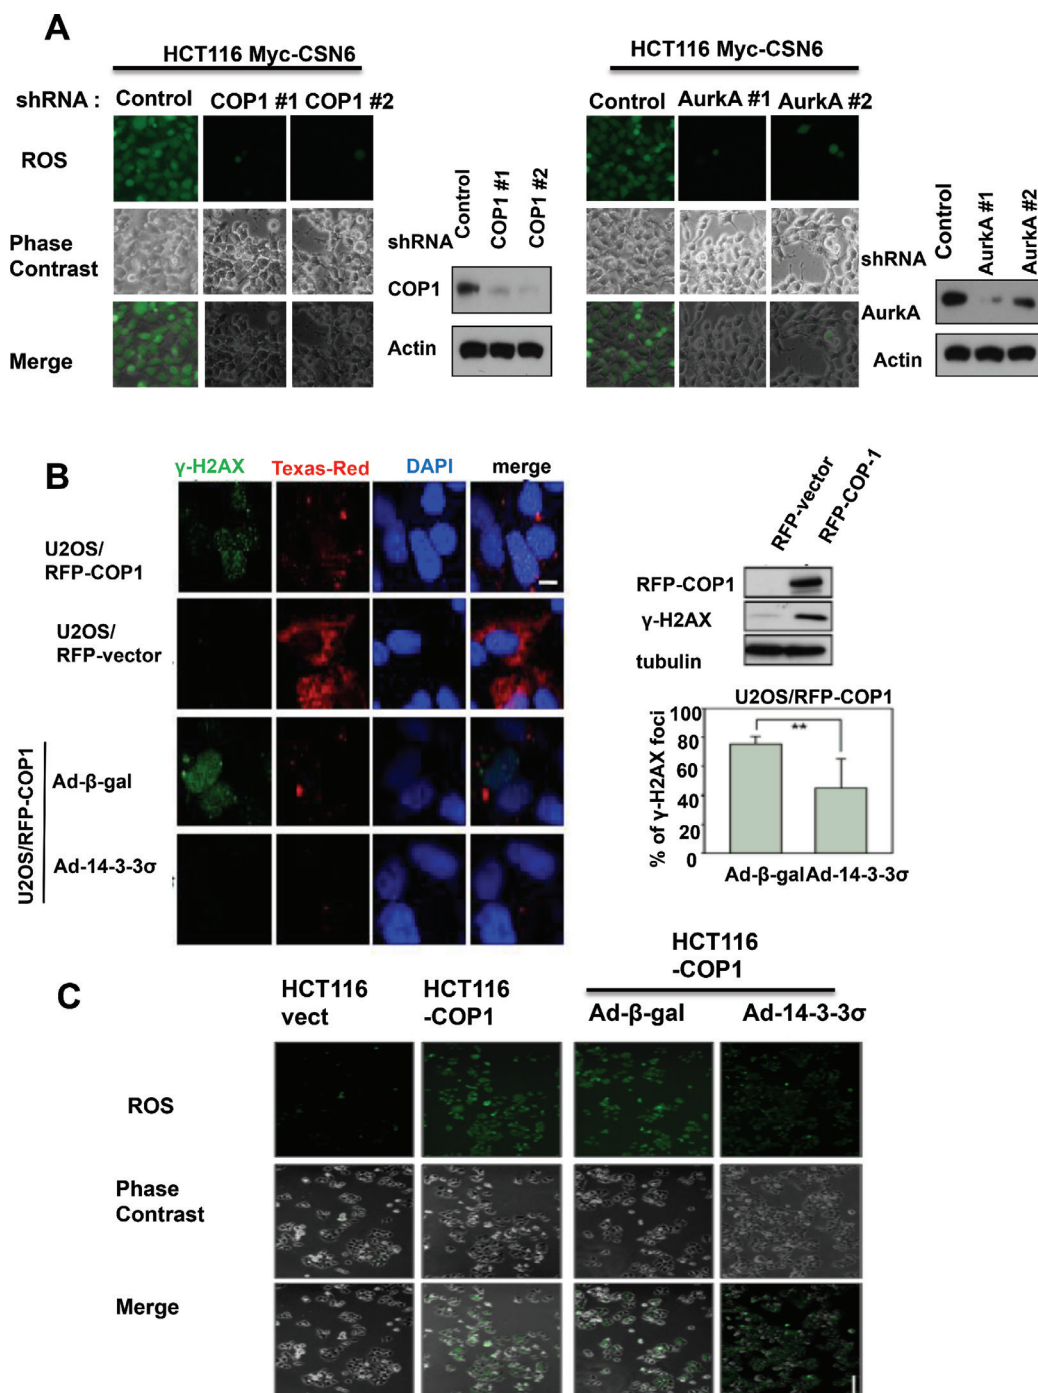 A
HCT116 Myc-CSN6
shRNA :
Control
COP1 #1
COP1 #2
ROS
Phase
Contrast
Merge
shRNA
Control
COP1 #1
COP1 #2
COP1
Actin
HCT116 Myc-CSN6
Control
AurkA #1
AurkA #2
shRNA
Control
AurkA #1
AurkA #2
AurkA
Actin
B
γ-H2AX
Texas-Red
DAPI
merge
U2OS/
RFP-COP1
U2OS/
RFP-vector
U2OS/RFP-COP1
Ad-β-gal
Ad-14-3-3σ
RFP-vector
RFP-COP-1
RFP-COP1
γ-H2AX
tubulin
U2OS/RFP-COP1
% of γ-H2AX foci
100
80
60
40
20
0
**
Ad-β-gal
Ad-14-3-3σ
C
HCT116
vect
HCT116
-COP1
HCT116
-COP1
Ad-β-gal
Ad-14-3-3σ
ROS
Phase
Contrast
Merge